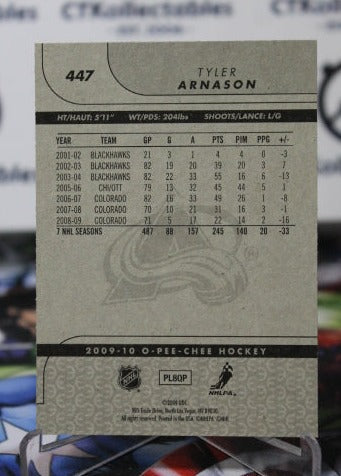 CTKollectables
447
TYLER
ARNASON
HT/HAUT: 5'11" WT/PDS: 204lbs SHOOTS/LANCE: L/G
YEAR TEAM GP G A PTS PIM PPG +/-
2001-02 BLACKHAWKS 21 3 1 4 4 0 -3
2002-03 BLACKHAWKS 82 19 20 39 20 7 7
2003-04 BLACKHAWKS 82 22 33 55 16 6 -13
2005-06 CHI/OTT 79 13 32 45 44 5 1
2006-07 COLORADO 82 16 33 49 26 1 -8
2007-08 COLORADO 70 10 21 31 16 3 -1
2008-09 COLORADO 71 5 17 22 14 2 -16
7 NHL SEASONS 487 88 157 245 140 20 -33
2009-10 O-PEE-CHEE HOCKEY
NHL
PL8QP
NHLPA